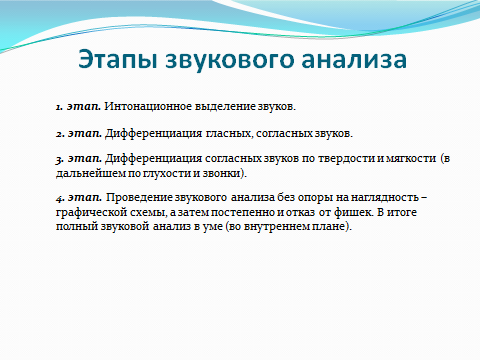 Этапы звукового анализа
1. этап. Интонационное выделение звуков.
2. этап. Дифференциация гласных, согласных звуков.
3. этап. Дифференциация согласных звуков по твердости и мягкости (в
дальнейшем по глухости и звонки).
4. этап. Проведение звукового анализа без опоры на наглядность –
графической схемы, а затем постепенно и отказ от фишек. В итоге
полный звуковой анализ в уме (во внутреннем плане).